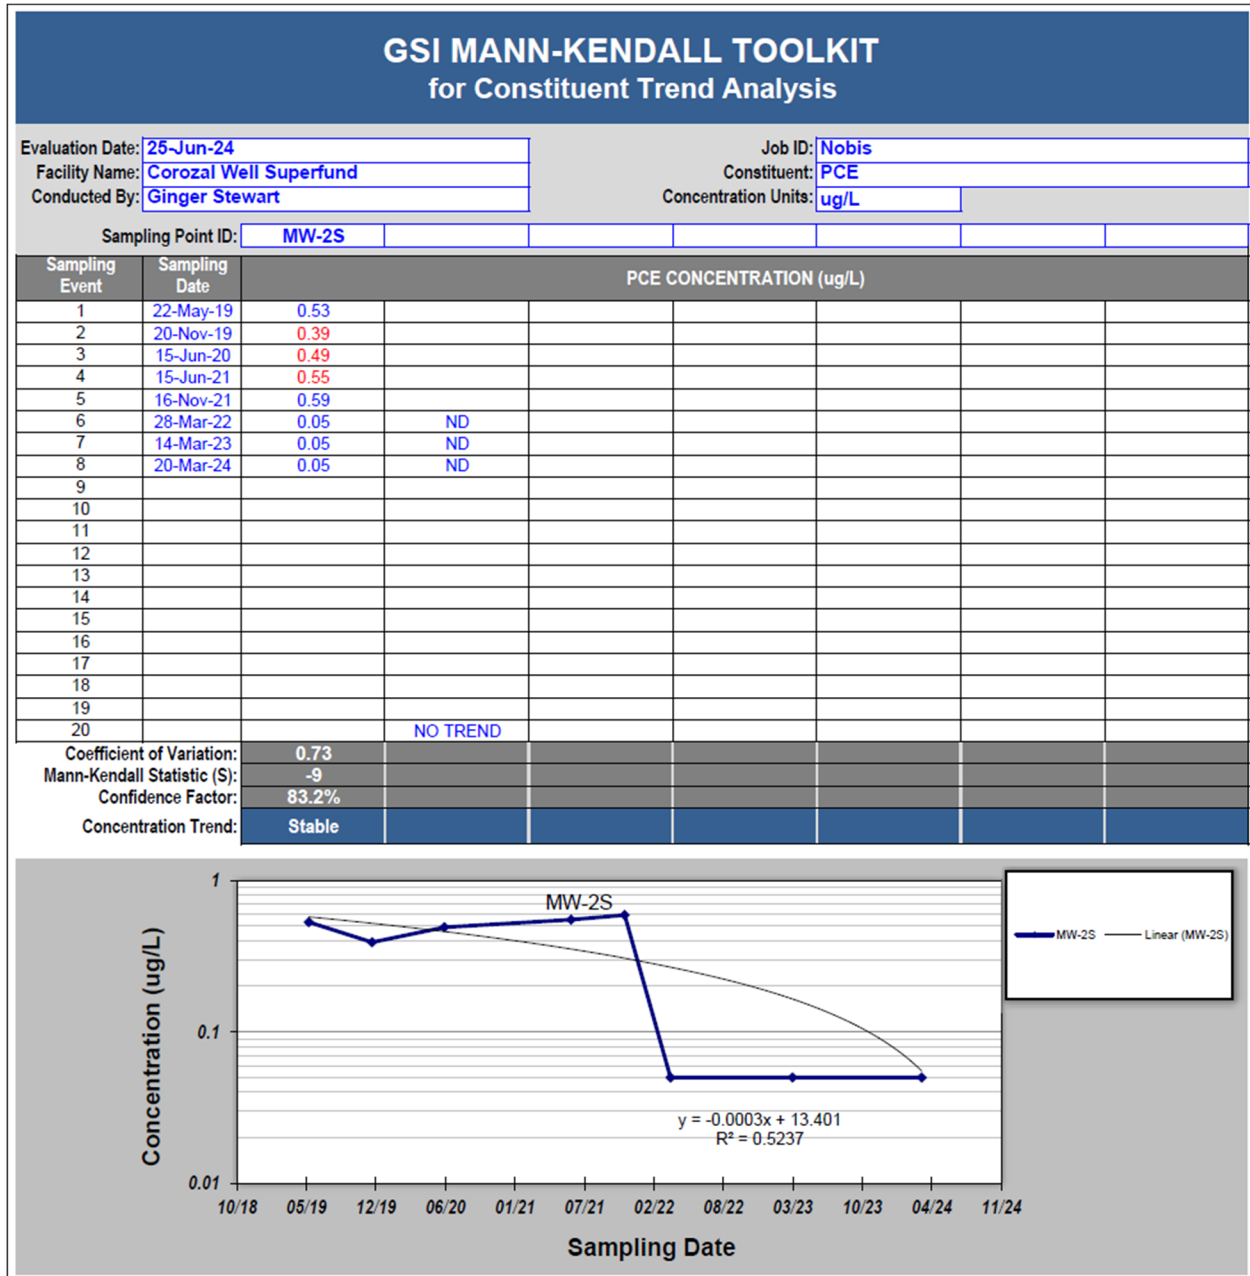 GSI MANN-KENDALL TOOLKIT
for Constituent Trend Analysis
Evaluation Date: 25-Jun-24 Job ID: Nobis
Facility Name: Corozal Well Superfund Constituent: PCE
Conducted By: Ginger Stewart Concentration Units: ug/L
Sampling Point ID: MW-2S
Sampling Event Sampling Date PCE CONCENTRATION (ug/L)
1 22-May-19 0.53
2 20-Nov-19 0.39
3 15-Jun-20 0.49
4 15-Jun-21 0.55
5 16-Nov-21 0.59
6 28-Mar-22 0.05 ND
7 14-Mar-23 0.05 ND
8 20-Mar-24 0.05 ND
9
10
11
12
13
14
15
16
17
18
19
20 NO TREND
Coefficient of Variation: 0.73
Mann-Kendall Statistic (S): -9
Confidence Factor: 83.2%
Concentration Trend: Stable
Concentration (ug/L)
1
0.1
0.01
MW-2S
y = -0.0003x + 13.401
R² = 0.5237
MW-2S Linear (MW-2S)
10/18 05/19 12/19 06/20 01/21 07/21 02/22 08/22 03/23 10/23 04/24 11/24
Sampling Date